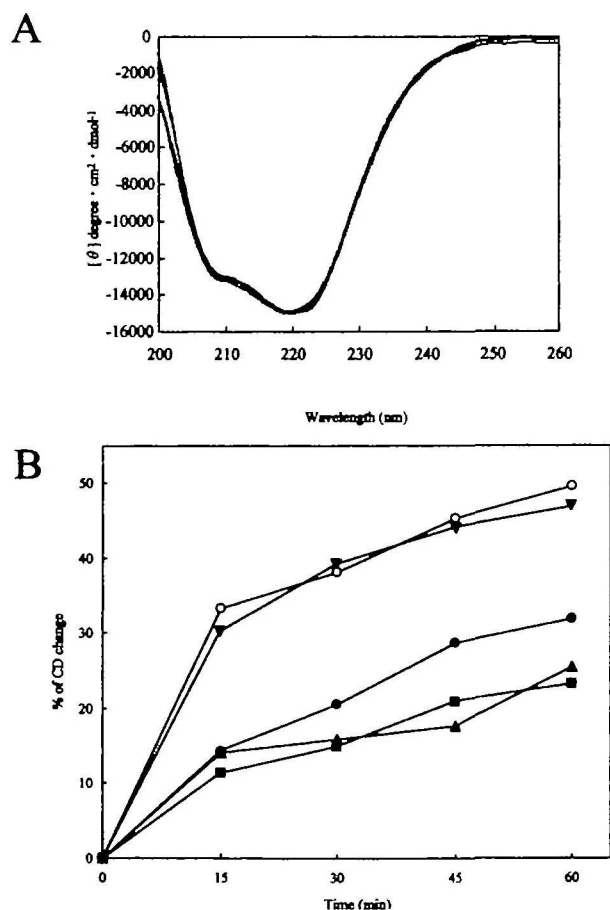 A
0
-2000
-4000
-6000
-8000
-10000
-12000
-14000
-16000
[θ] degree · cm² · dmol⁻¹
200 210 220 230 240 250 260
Wavelength (nm)
B
50
40
30
20
10
0
% of CD change
0 15 30 45 60
Time (min)